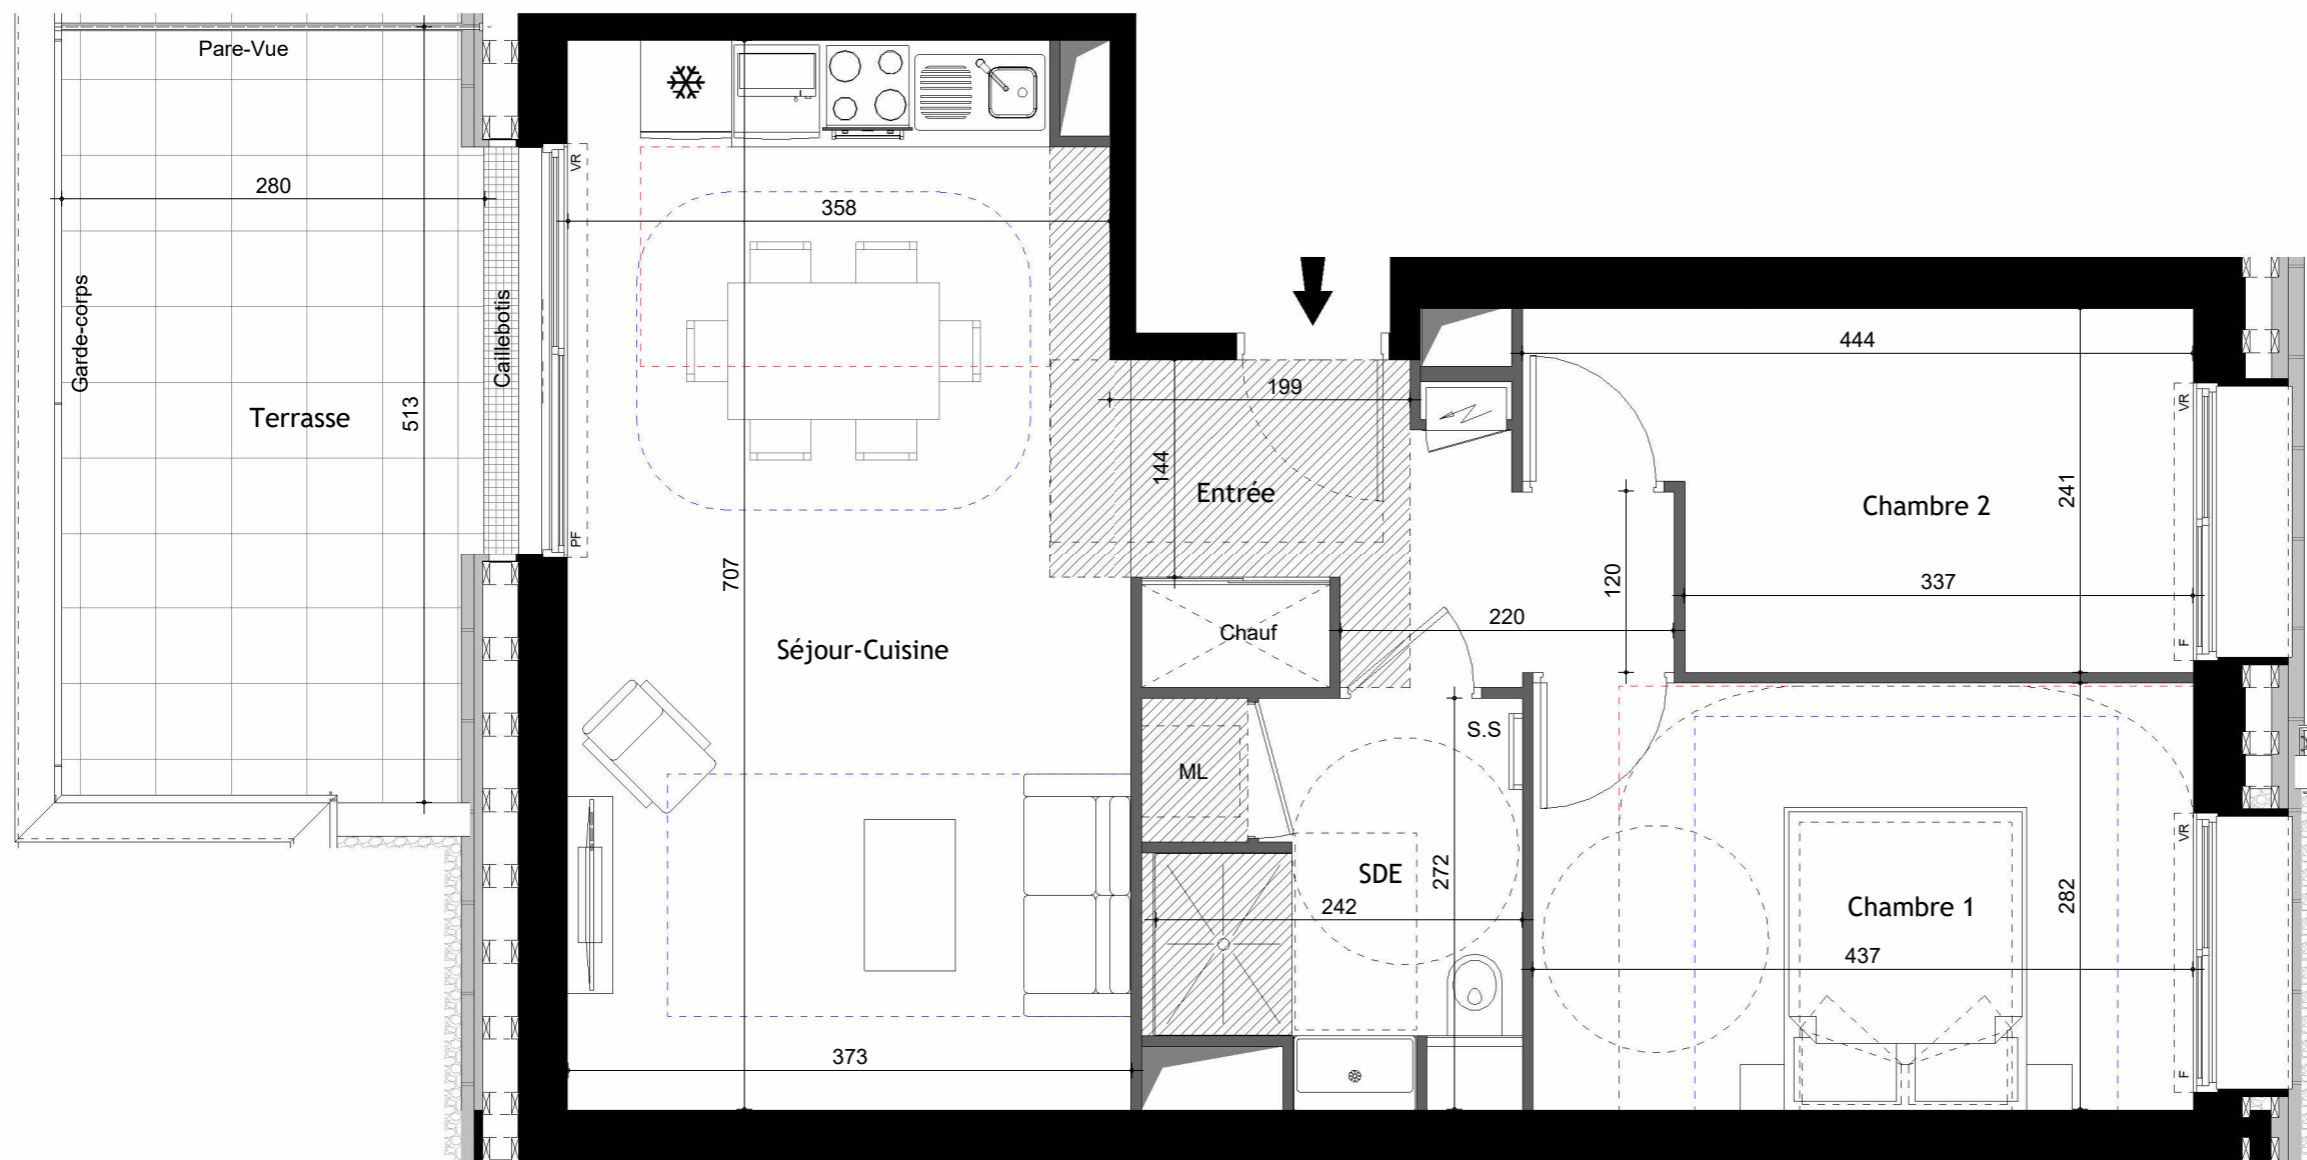 Pare-Vue
280
Garde-corps
Terrasse
513
Caillebotis
VR
PF
358
707
Séjour-Cuisine
373
199
144
Entrée
Chauf
220
120
444
Chambre 2
241
337
VR
F
ML
S.S
SDE
272
242
Chambre 1
282
437
VR
F